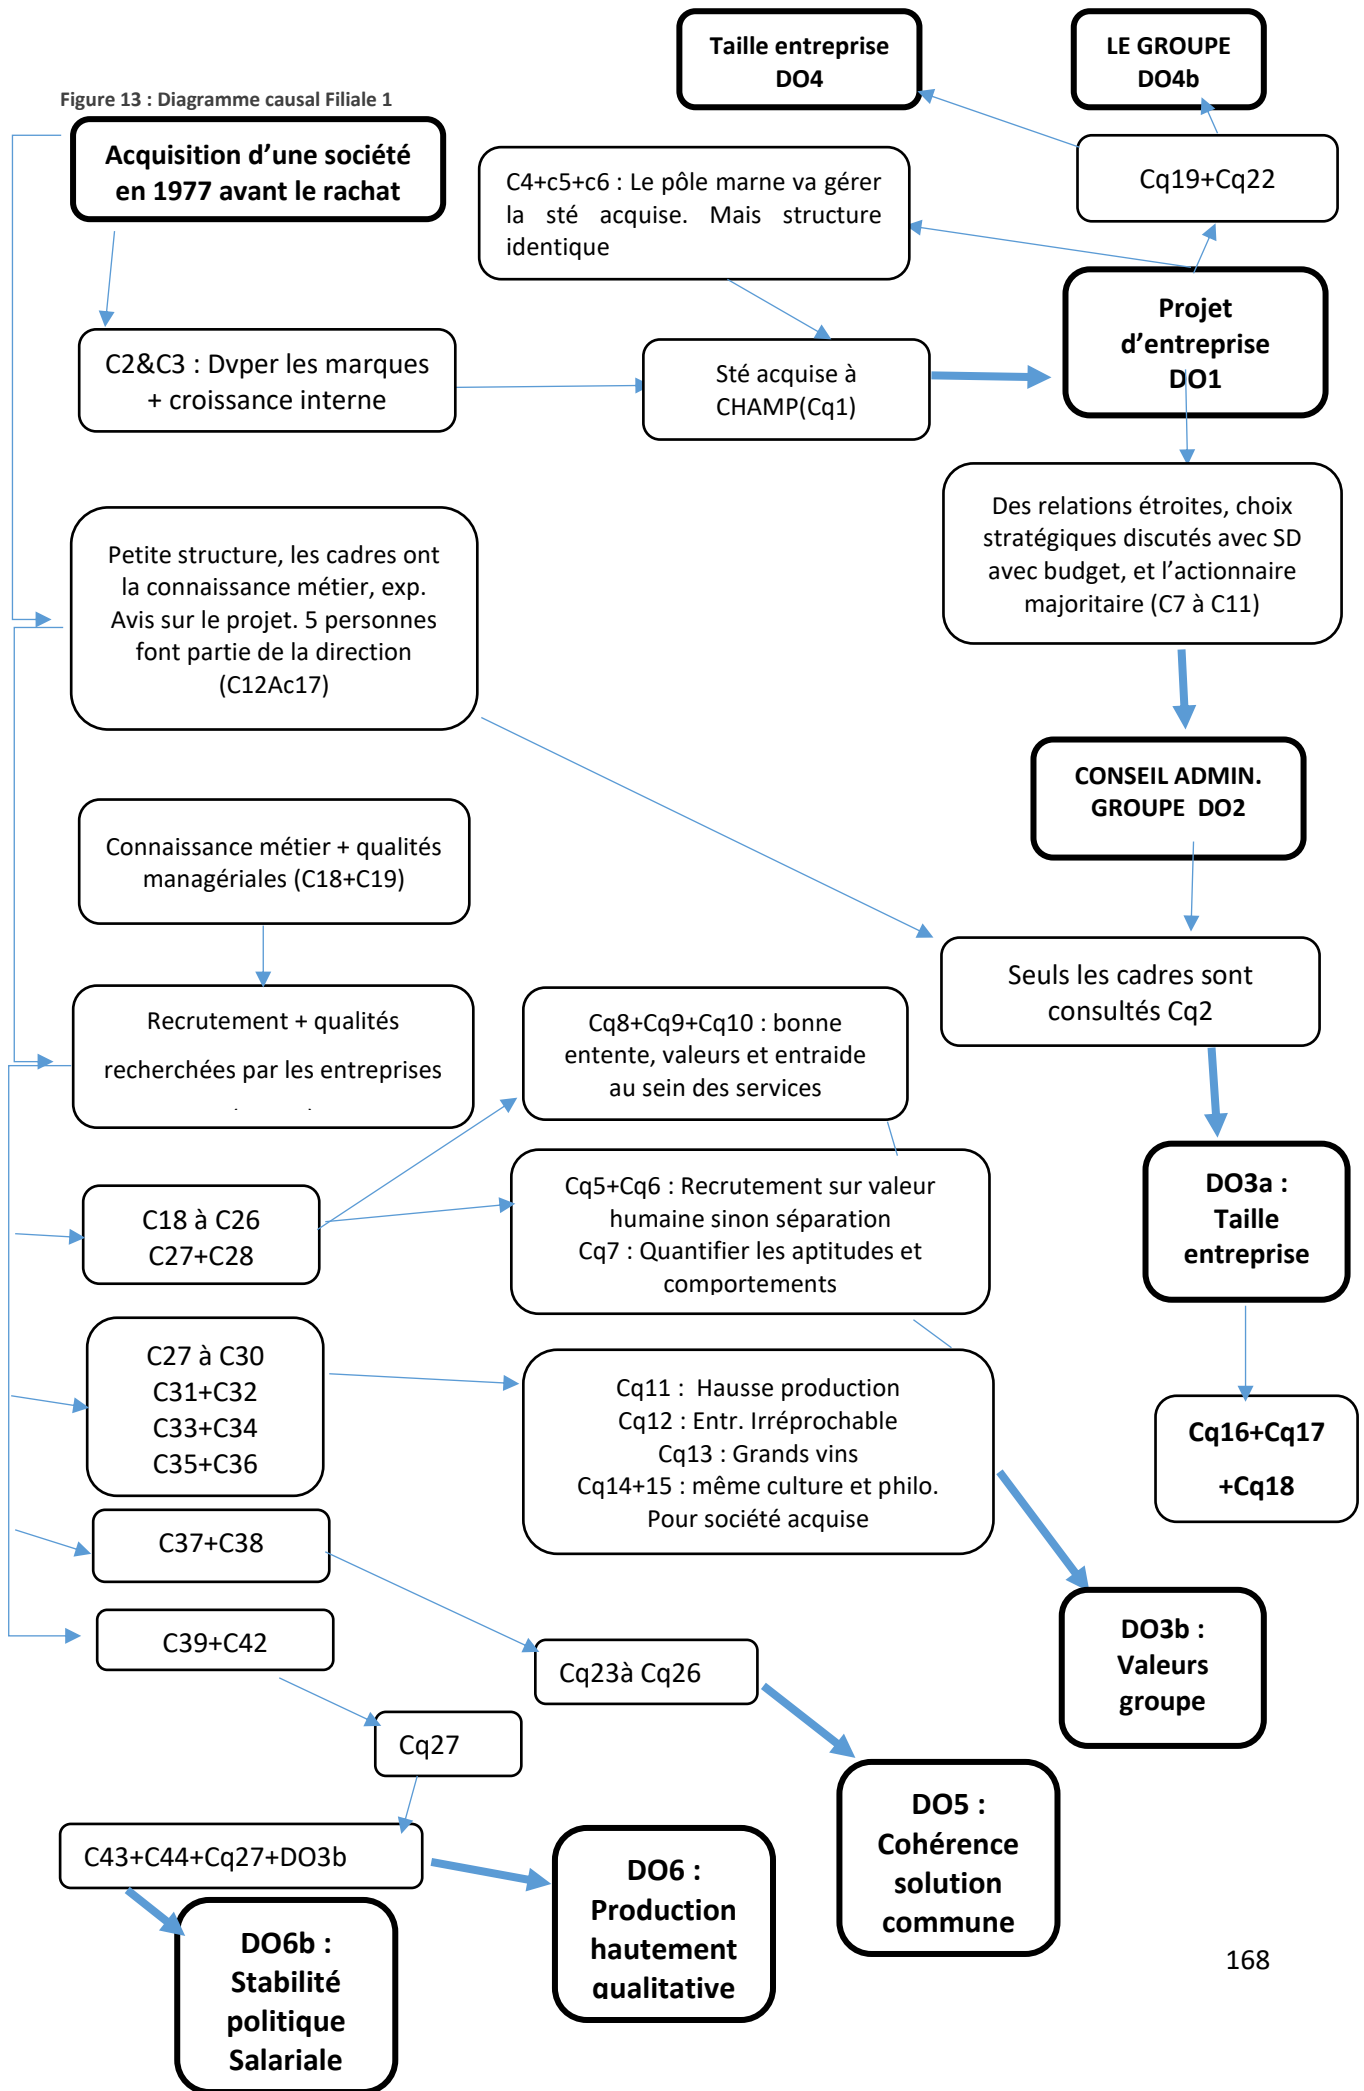 Taille entreprise
DO4
LE GROUPE
DO4b
Figure 13 : Diagramme causal Filiale 1
Acquisition d’une société
en 1977 avant le rachat
C4+c5+c6 : Le pôle marne va gérer
la sté acquise. Mais structure
identique
Cq19+Cq22
Projet
d’entreprise
DO1
C2&C3 : Dvper les marques
+ croissance interne
Sté acquise à
CHAMP(Cq1)
Des relations étroites, choix
stratégiques discutés avec SD
avec budget, et l’actionnaire
majoritaire (C7 à C11)
Petite structure, les cadres ont
la connaissance métier, exp.
Avis sur le projet. 5 personnes
font partie de la direction
(C12Ac17)
CONSEIL ADMIN.
GROUPE  DO2
Connaissance métier + qualités
managériales (C18+C19)
Seuls les cadres sont
consultés Cq2
Recrutement + qualités
recherchées par les entreprises
Cq8+Cq9+Cq10 : bonne
entente, valeurs et entraide
au sein des services
Cq5+Cq6 : Recrutement sur valeur
humaine sinon séparation
Cq7 : Quantifier les aptitudes et
comportements
DO3a :
Taille
entreprise
C18 à C26
C27+C28
C27 à C30
C31+C32
C33+C34
C35+C36
Cq11 :  Hausse production
Cq12 : Entr. Irréprochable
Cq13 : Grands vins
Cq14+15 : même culture et philo.
Pour société acquise
Cq16+Cq17
+Cq18
C37+C38
C39+C42
Cq23à Cq26
DO3b :
Valeurs
groupe
Cq27
C43+C44+Cq27+DO3b
DO5 :
Cohérence
solution
commune
DO6 :
Production
hautement
qualitative
DO6b :
Stabilité
politique
Salariale
168